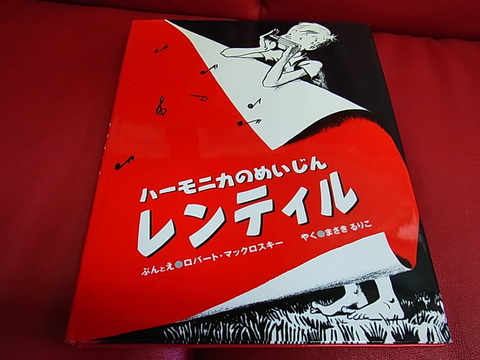 ハーモニカのめいじん
レンティル
ぶんとえ●ロバート・マックロスキー　やく●まさき るりこ